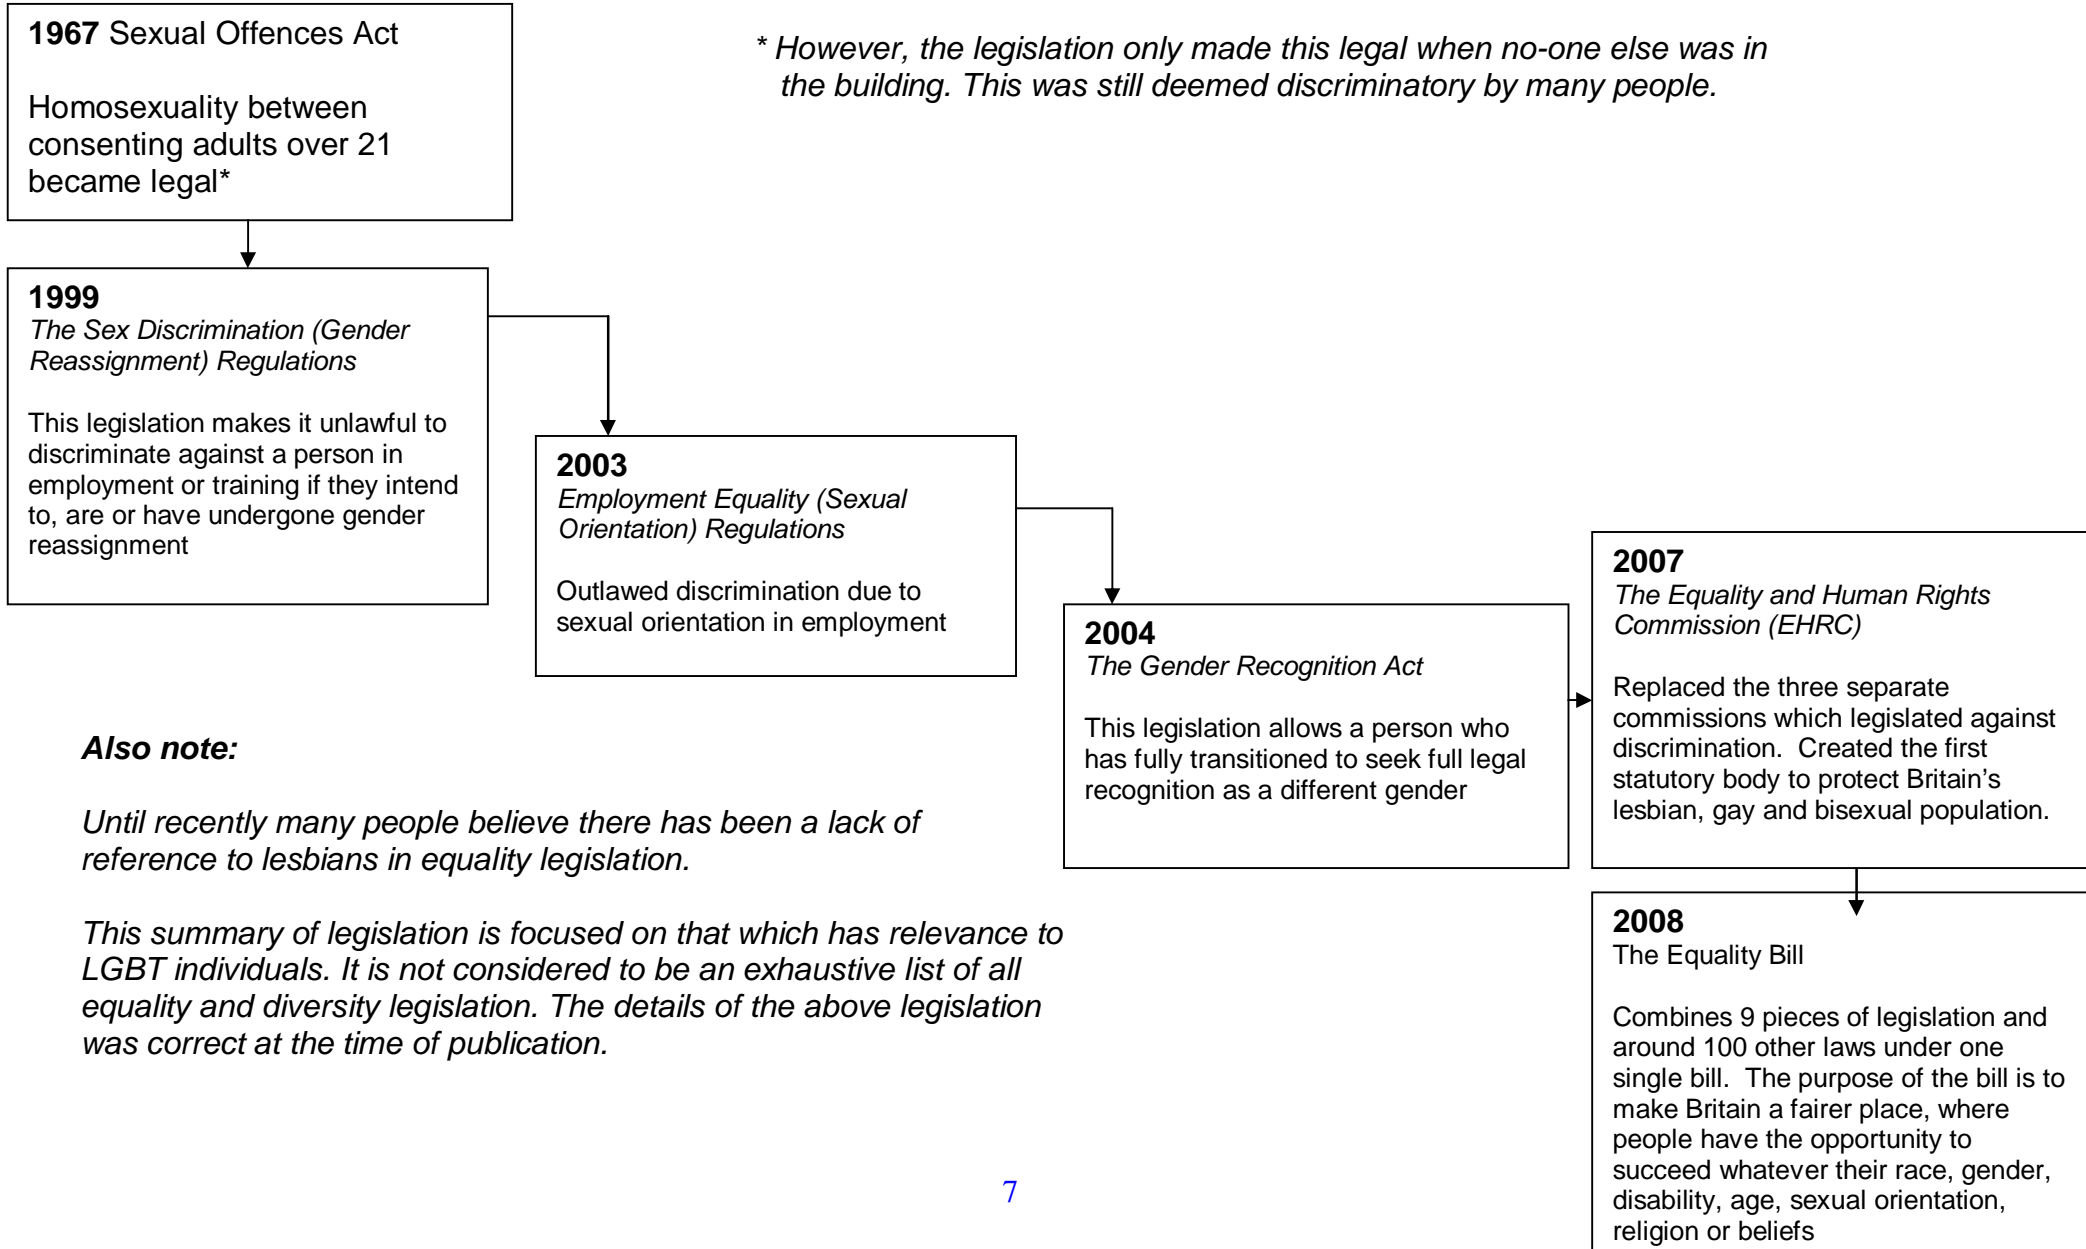 1967 Sexual Offences Act
Homosexuality between
consenting adults over 21
became legal*
* However, the legislation only made this legal when no-one else was in
the building. This was still deemed discriminatory by many people.
1999
The Sex Discrimination (Gender
Reassignment) Regulations
This legislation makes it unlawful to
discriminate against a person in
employment or training if they intend
to, are or have undergone gender
reassignment
2003
Employment Equality (Sexual
Orientation) Regulations
Outlawed discrimination due to
sexual orientation in employment
2004
The Gender Recognition Act
This legislation allows a person who
has fully transitioned to seek full legal
recognition as a different gender
2007
The Equality and Human Rights
Commission (EHRC)
Replaced the three separate
commissions which legislated against
discrimination.  Created the first
statutory body to protect Britain's
lesbian, gay and bisexual population.
2008
The Equality Bill
Combines 9 pieces of legislation and
around 100 other laws under one
single bill.  The purpose of the bill is to
make Britain a fairer place, where
people have the opportunity to
succeed whatever their race, gender,
disability, age, sexual orientation,
religion or beliefs
Also note:
Until recently many people believe there has been a lack of
reference to lesbians in equality legislation.
This summary of legislation is focused on that which has relevance to
LGBT individuals. It is not considered to be an exhaustive list of all
equality and diversity legislation. The details of the above legislation
was correct at the time of publication.
7